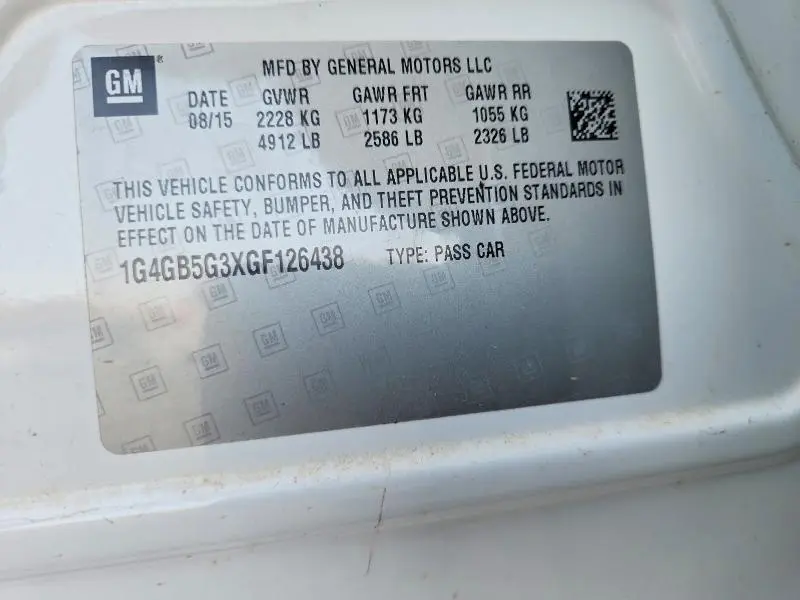 GM®
MFD BY GENERAL MOTORS LLC
DATE GVWR GAWR FRT GAWR RR
08/15 2228 KG 1173 KG 1055 KG
4912 LB 2586 LB 2326 LB
THIS VEHICLE CONFORMS TO ALL APPLICABLE U.S. FEDERAL MOTOR
VEHICLE SAFETY, BUMPER, AND THEFT PREVENTION STANDARDS IN
EFFECT ON THE DATE OF MANUFACTURE SHOWN ABOVE.
1G4GB5G3XGF126438 TYPE: PASS CAR